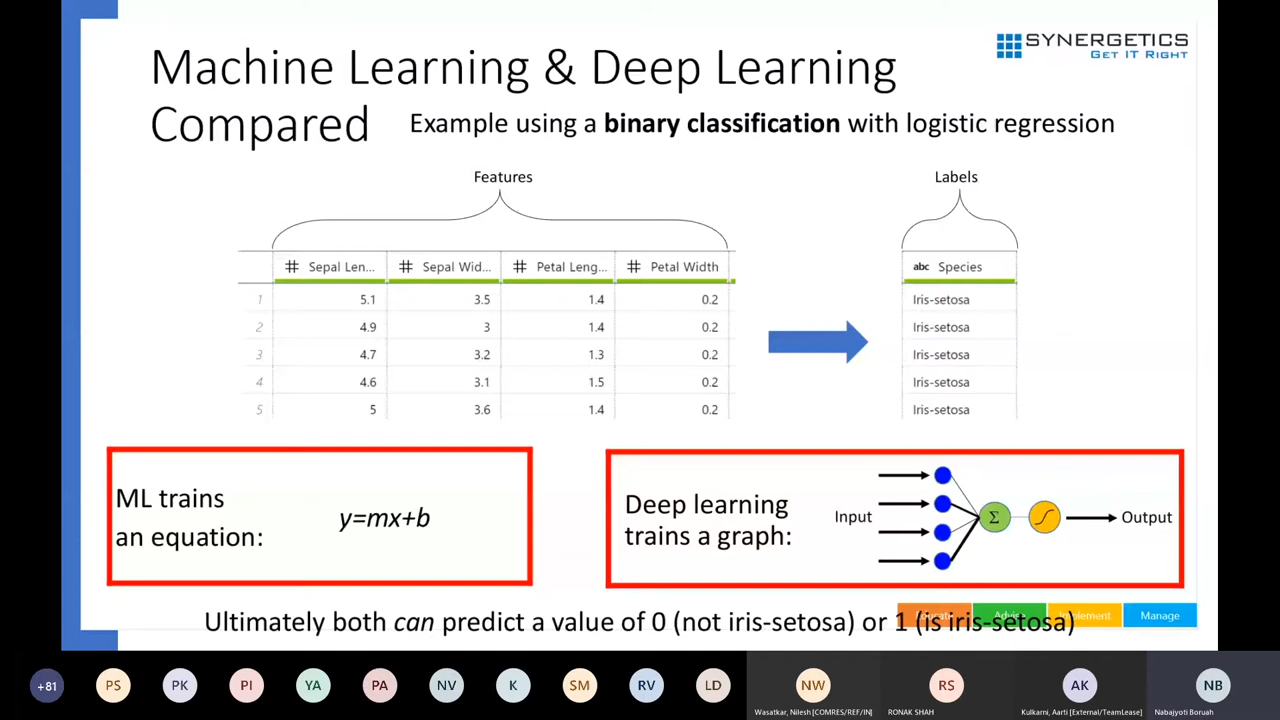 SYNERGETICS
GET IT RIGHT
Machine Learning & Deep Learning
Compared
Example using a binary classification with logistic regression
Features
Labels
# Sepal Len... # Sepal Wid... # Petal Leng... # Petal Width
abc Species
1 5.1 3.5 1.4 0.2 Iris-setosa
2 4.9 3 1.4 0.2 Iris-setosa
3 4.7 3.2 1.3 0.2 Iris-setosa
4 4.6 3.1 1.5 0.2 Iris-setosa
5 5 3.6 1.4 0.2 Iris-setosa
ML trains
an equation:
y=mx+b
Deep learning
trains a graph:
Input
Σ
Output
Educate Advise Implement Manage
Ultimately both can predict a value of 0 (not iris-setosa) or 1 (is iris-setosa)
+81 PS PK PI YA PA NV K SM RV LD NW RS AK NB
Wasatkar, Nilesh [COMRES/REF/IN] RONAK SHAH Kulkarni, Aarti [External/TeamLease] Nabajyoti Boruah